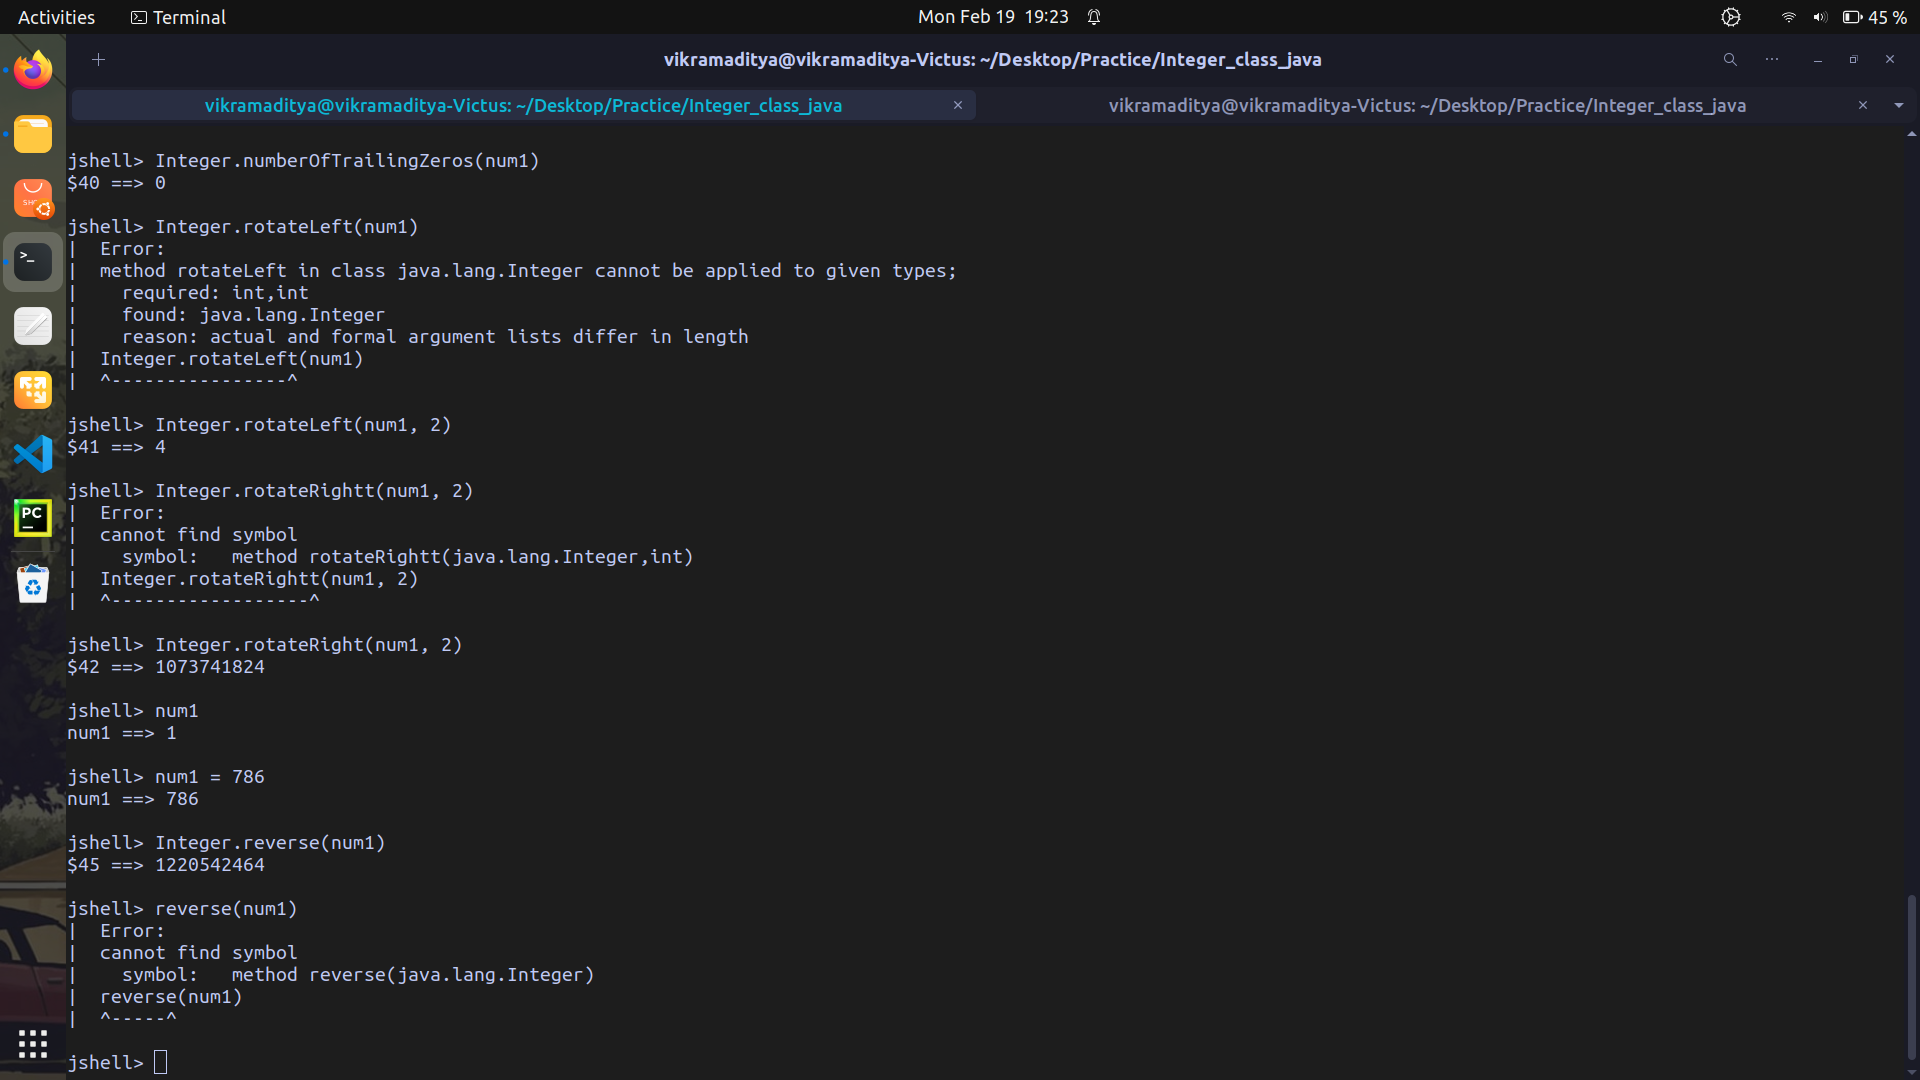 Activities
Terminal
Mon Feb 19 19:23
45 %
vikramaditya@vikramaditya-Victus: ~/Desktop/Practice/Integer_class_java
vikramaditya@vikramaditya-Victus: ~/Desktop/Practice/Integer_class_java
vikramaditya@vikramaditya-Victus: ~/Desktop/Practice/Integer_class_java
jshell> Integer.numberOfTrailingZeros(num1)
$40 ==> 0
jshell> Integer.rotateLeft(num1)
|  Error:
|  method rotateLeft in class java.lang.Integer cannot be applied to given types;
|    required: int,int
|    found: java.lang.Integer
|    reason: actual and formal argument lists differ in length
|  Integer.rotateLeft(num1)
|  ^----------------^
jshell> Integer.rotateLeft(num1, 2)
$41 ==> 4
jshell> Integer.rotateRightt(num1, 2)
|  Error:
|  cannot find symbol
|    symbol:   method rotateRightt(java.lang.Integer,int)
|  Integer.rotateRightt(num1, 2)
|  ^------------------^
jshell> Integer.rotateRight(num1, 2)
$42 ==> 1073741824
jshell> num1
num1 ==> 1
jshell> num1 = 786
num1 ==> 786
jshell> Integer.reverse(num1)
$45 ==> 1220542464
jshell> reverse(num1)
|  Error:
|  cannot find symbol
|    symbol:   method reverse(java.lang.Integer)
|  reverse(num1)
|  ^-----^
jshell>
>_
PC